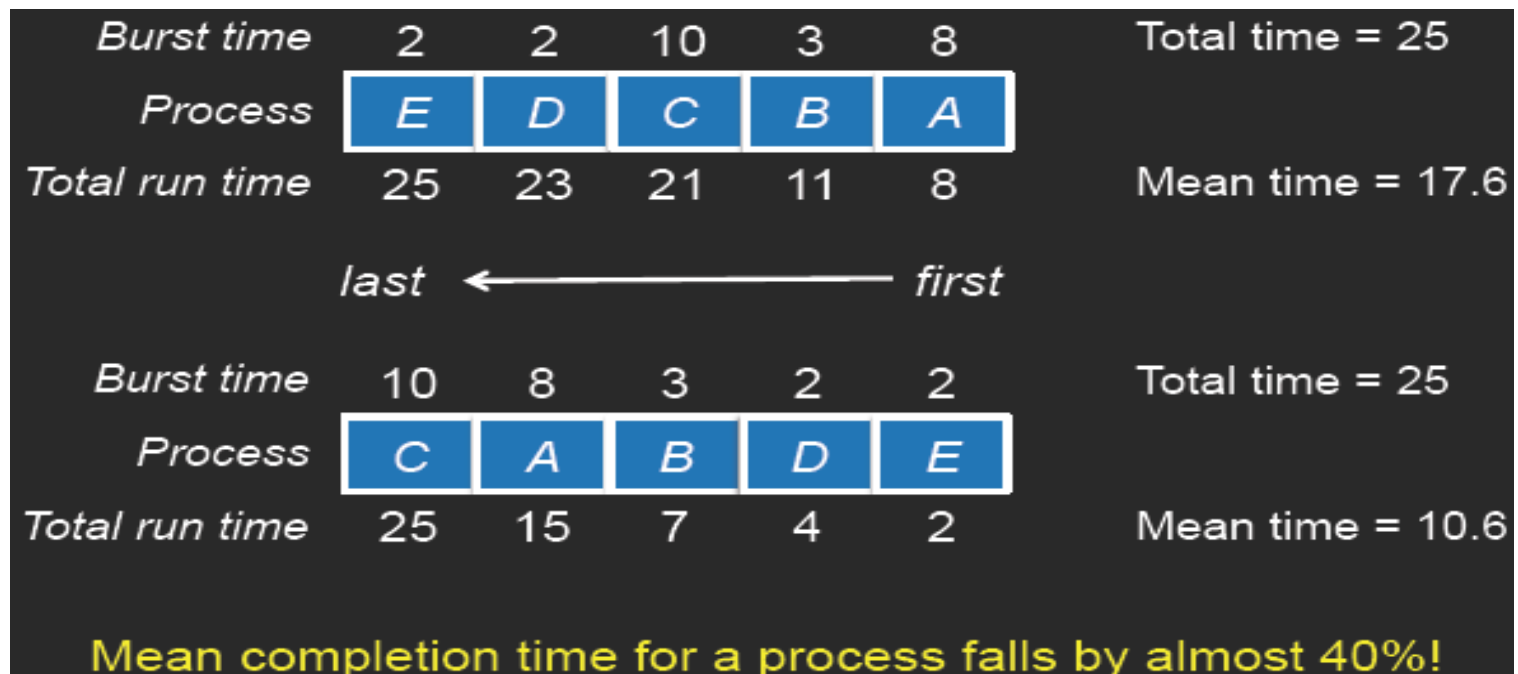 Burst time 2 2 10 3 8 Total time = 25
Process E D C B A
Total run time 25 23 21 11 8 Mean time = 17.6
last first
Burst time 10 8 3 2 2 Total time = 25
Process C A B D E
Total run time 25 15 7 4 2 Mean time = 10.6
Mean completion time for a process falls by almost 40%!